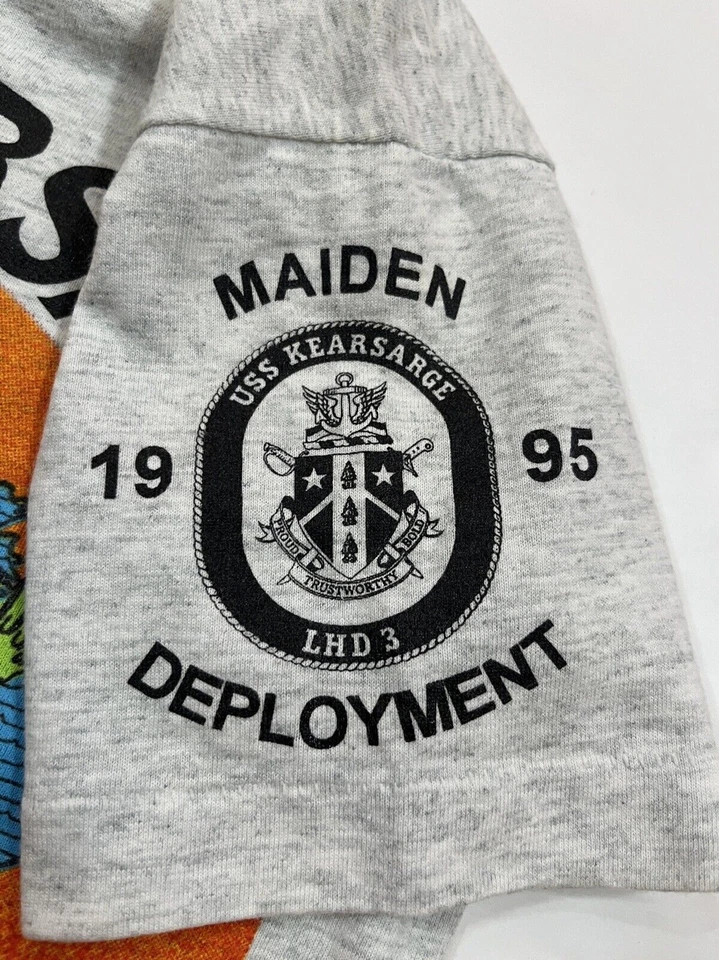 MAIDEN
USS KEARSARGE
19 95
PROUD TRUSTWORTHY BOLD
LHD 3
DEPLOYMENT